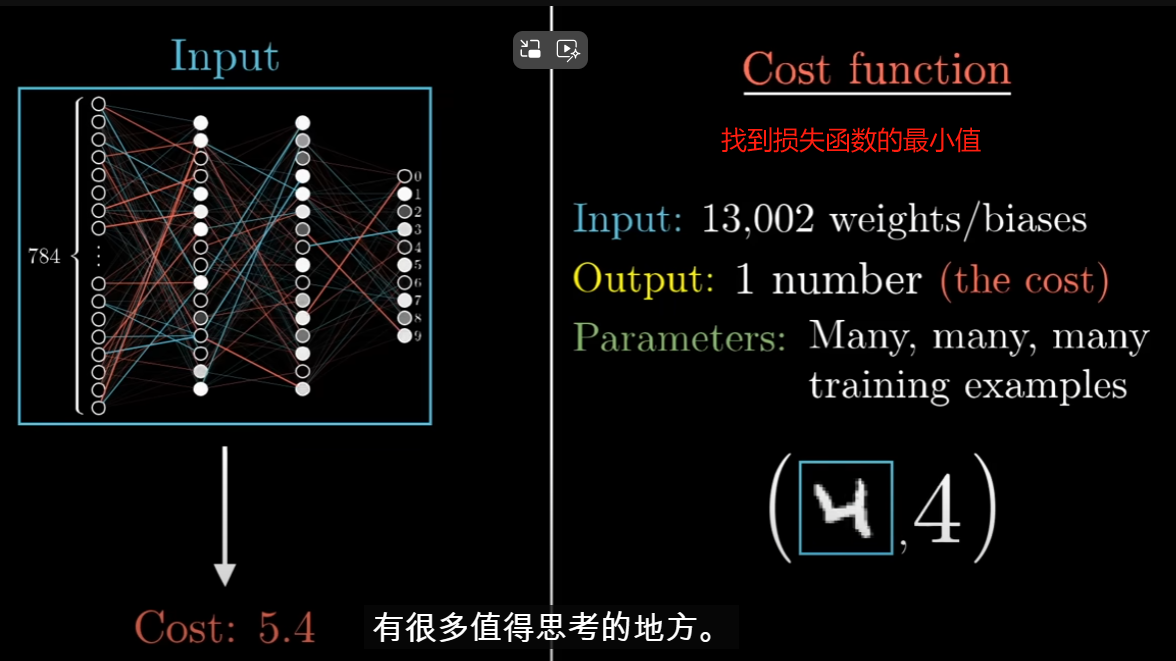 Input
784
0
1
2
3
4
5
6
7
8
9
Cost: 5.4
Cost function
找到损失函数的最小值
Input: 13,002 weights/biases
Output: 1 number (the cost)
Parameters: Many, many, many
training examples
(4, 4)
有很多值得思考的地方。